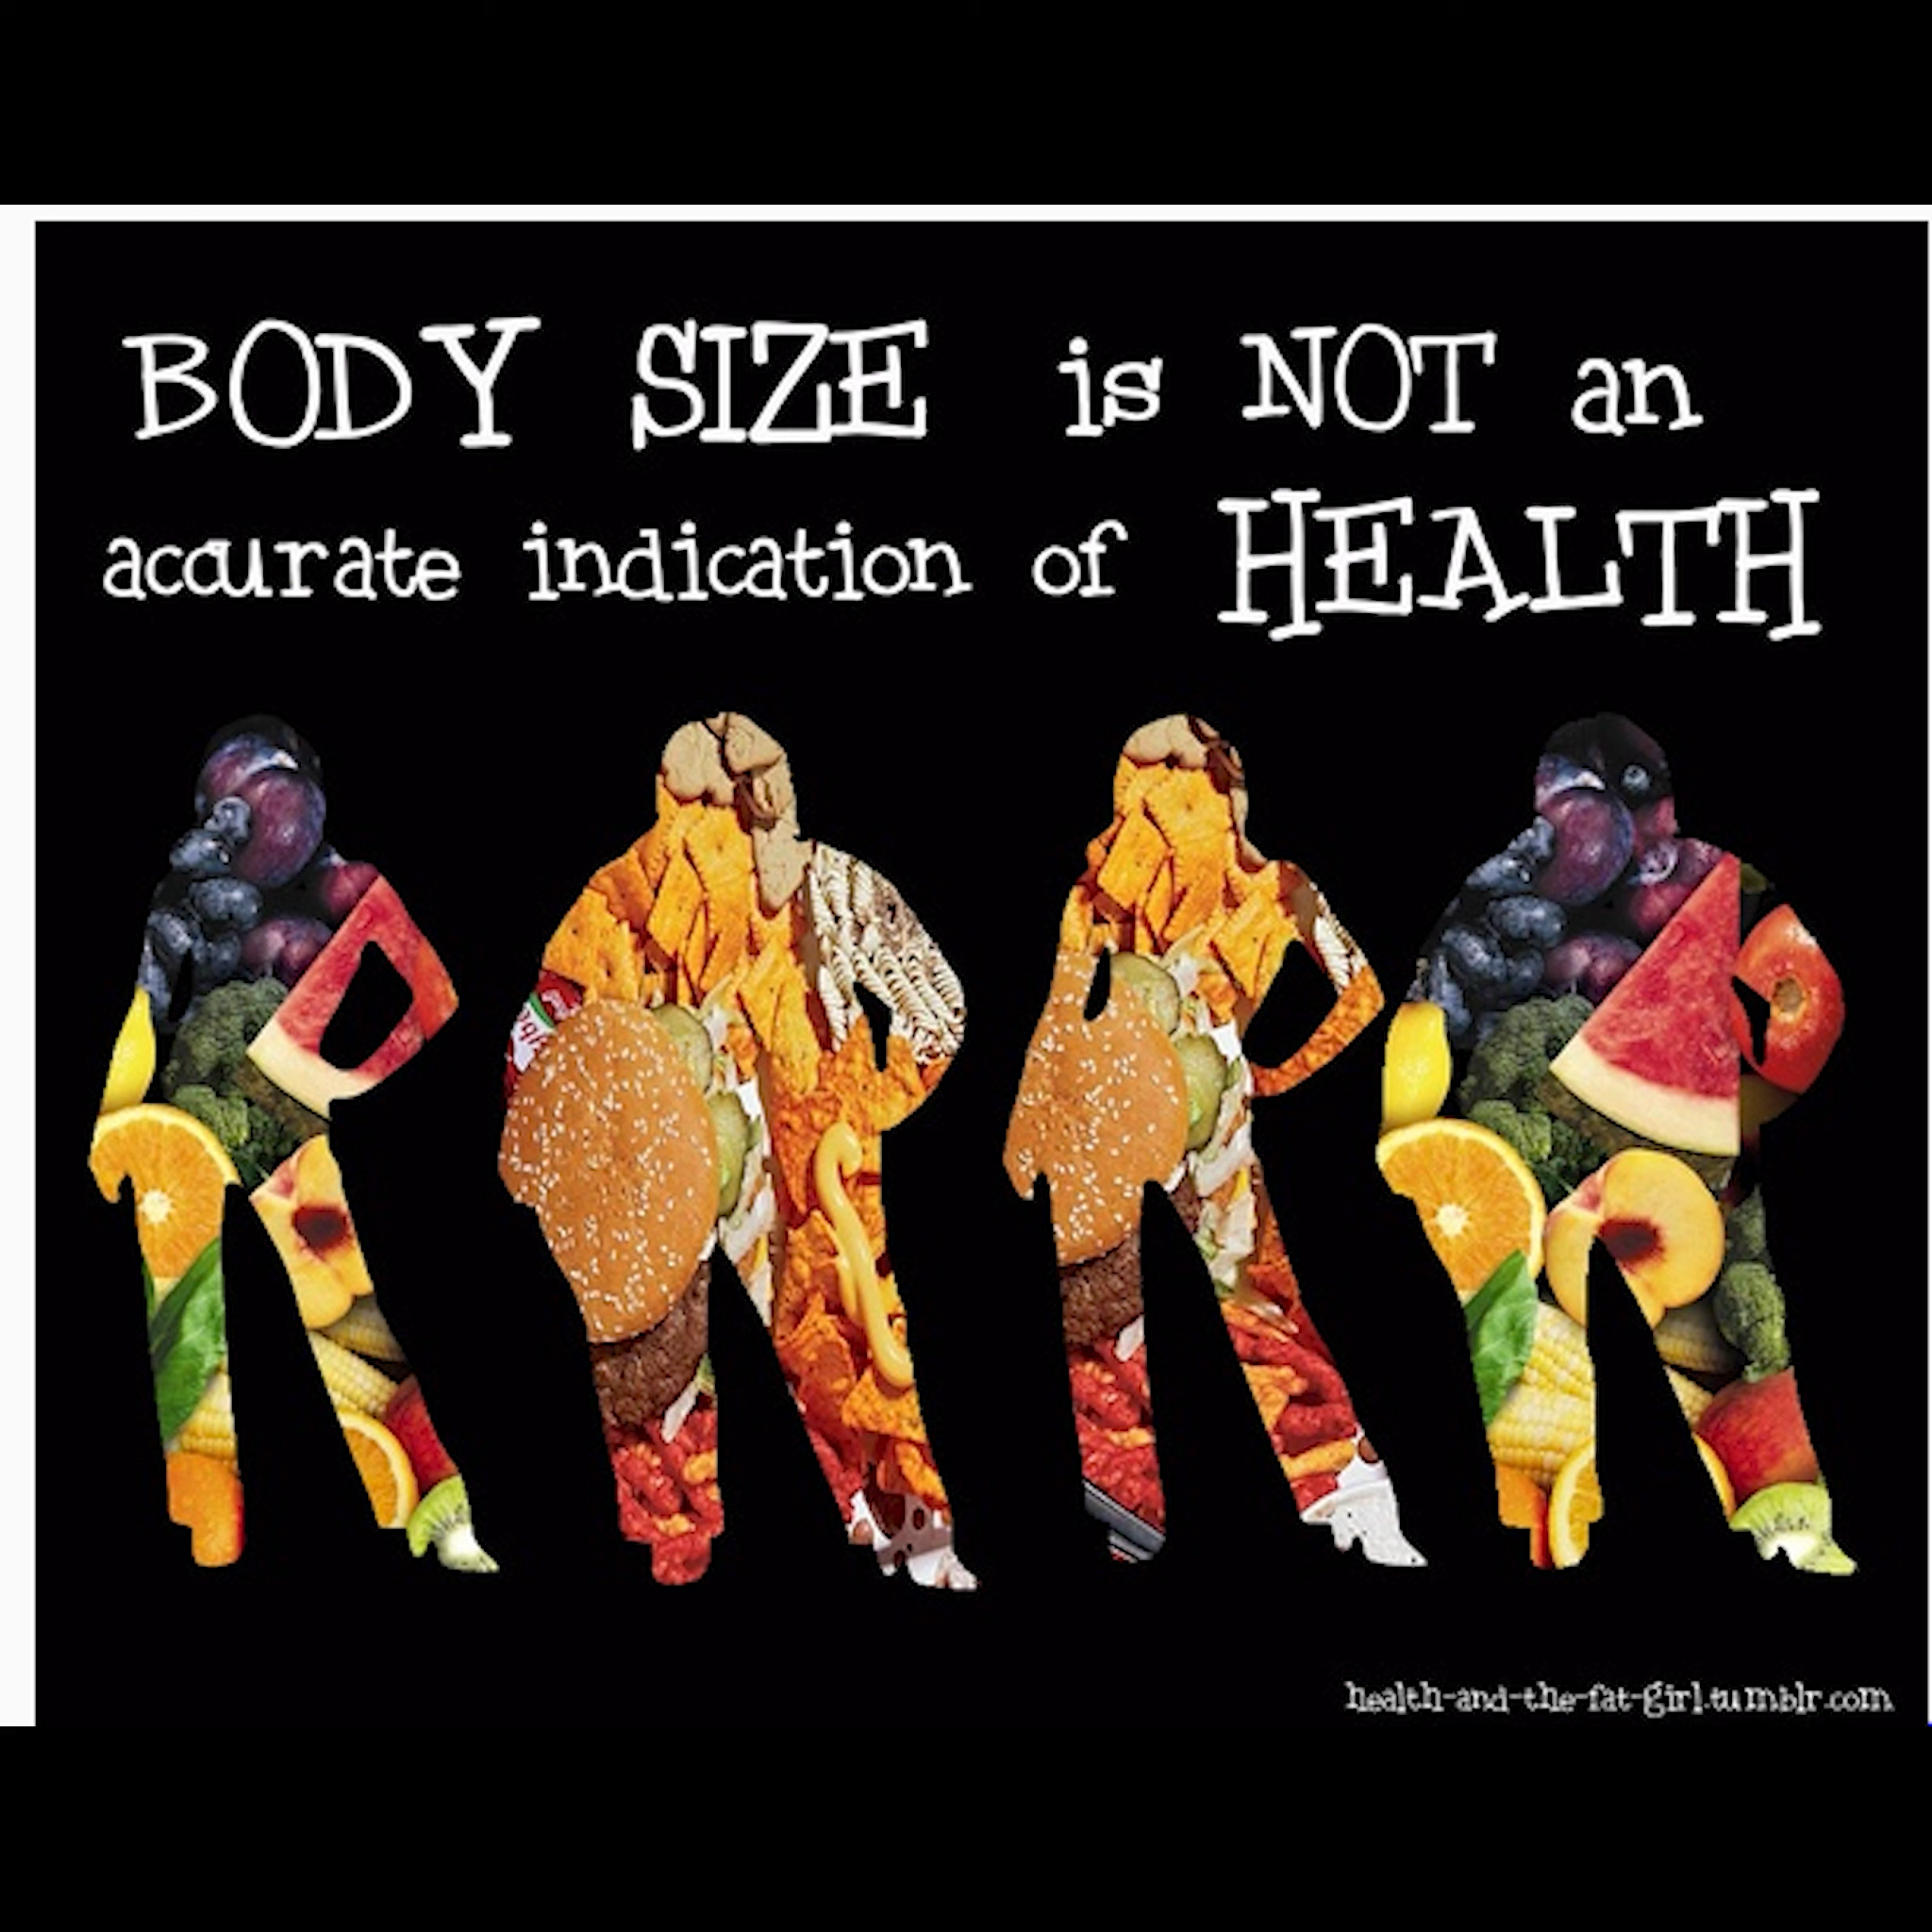 BODY SIZE is NOT an
accurate indication of HEALTH
health-and-the-fat-girl.tumblr.com